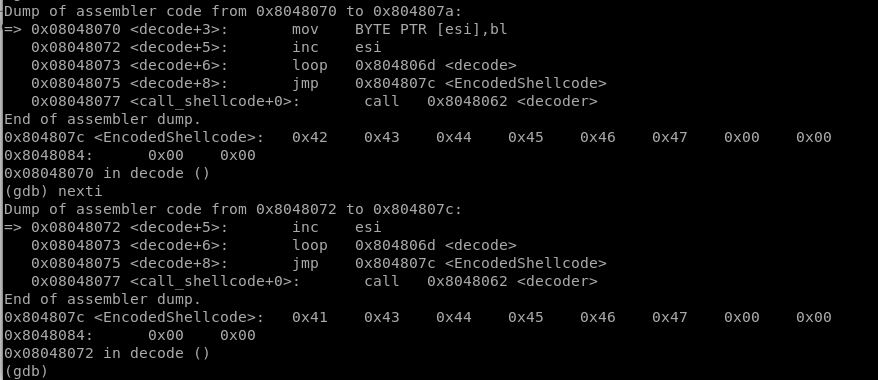 Dump of assembler code from 0x8048070 to 0x804807a:
=> 0x08048070 <decode+3>:       mov    BYTE PTR [esi],bl
   0x08048072 <decode+5>:       inc    esi
   0x08048073 <decode+6>:       loop   0x804806d <decode>
   0x08048075 <decode+8>:       jmp    0x804807c <EncodedShellcode>
   0x08048077 <call_shellcode+0>:       call   0x8048062 <decoder>
End of assembler dump.
0x804807c <EncodedShellcode>:   0x42    0x43    0x44    0x45    0x46    0x47    0x00    0x00
0x8048084:      0x00    0x00
0x08048070 in decode ()
(gdb) nexti
Dump of assembler code from 0x8048072 to 0x804807c:
=> 0x08048072 <decode+5>:       inc    esi
   0x08048073 <decode+6>:       loop   0x804806d <decode>
   0x08048075 <decode+8>:       jmp    0x804807c <EncodedShellcode>
   0x08048077 <call_shellcode+0>:       call   0x8048062 <decoder>
End of assembler dump.
0x804807c <EncodedShellcode>:   0x41    0x43    0x44    0x45    0x46    0x47    0x00    0x00
0x8048084:      0x00    0x00
0x08048072 in decode ()
(gdb)